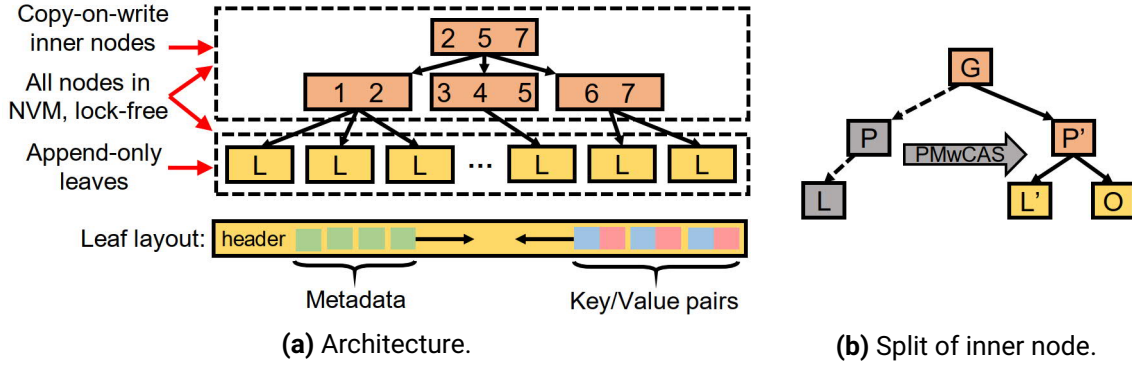 Copy-on-write
inner nodes
All nodes in
NVM, lock-free
Append-only
leaves
2 5 7
1 2
3 4 5
6 7
L L L ... L L L
Leaf layout: header
Metadata
Key/Value pairs
(a) Architecture.
G
P PMwCAS P'
L L' O
(b) Split of inner node.